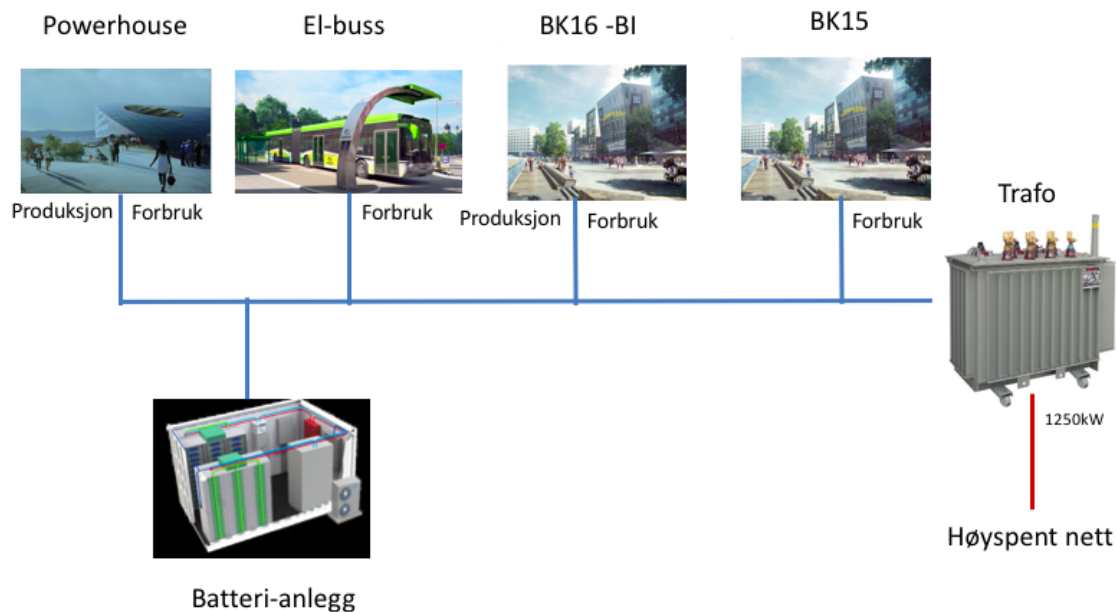 Powerhouse
El-buss
BK16 -BI
BK15
Produksjon
Forbruk
Forbruk
Produksjon
Forbruk
Forbruk
Trafo
1250kW
Høyspent nett
Batteri-anlegg